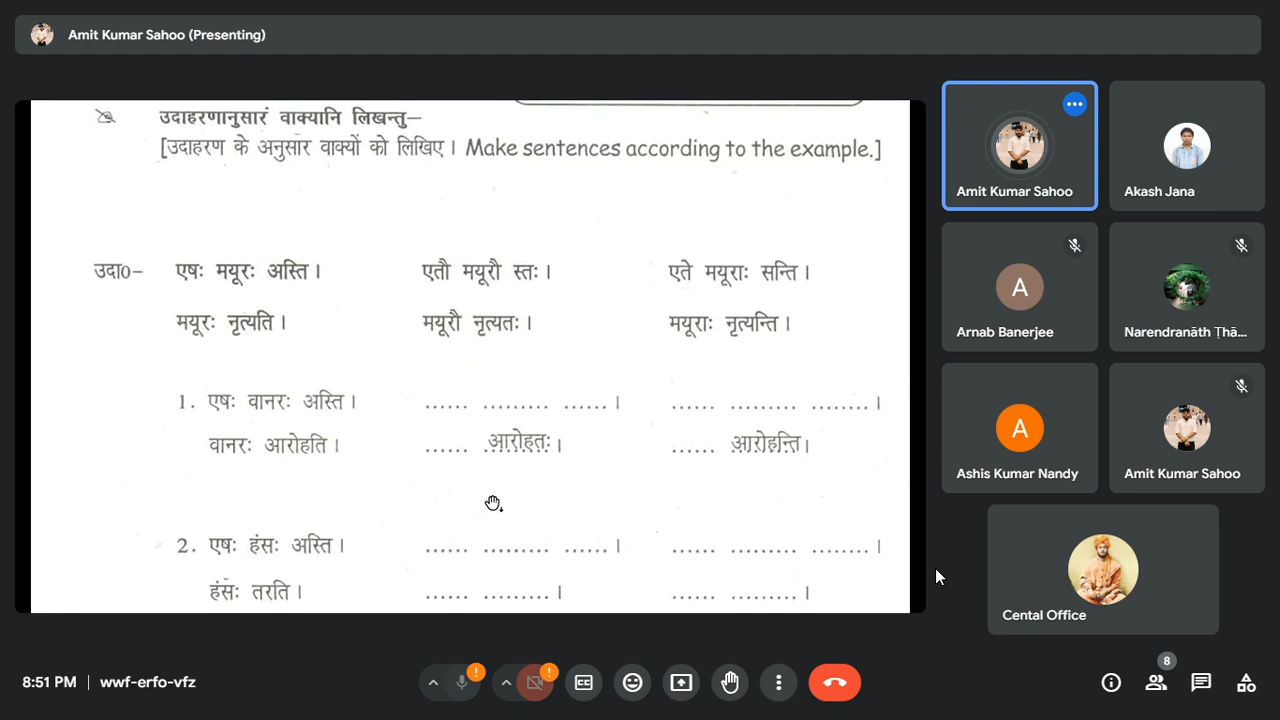 Amit Kumar Sahoo (Presenting)
उदाहरणानुसारं वाक्यानि लिखन्तु–
[उदाहरण के अनुसार वाक्यों को लिखिए। Make sentences according to the example.]
उदा0– एषः मयूरः अस्ति। एतौ मयूरौ स्तः। एते मयूराः सन्ति।
मयूरः नृत्यति। मयूरौ नृत्यतः। मयूराः नृत्यन्ति।
1. एषः वानरः अस्ति। ...... ......... ......। ...... ......... ........।
वानरः आरोहति। ...... आरोहतः। ...... आरोहन्ति।
2. एषः हंसः अस्ति। ...... ......... ......। ...... ......... ........।
हंसः तरति। ...... .........। ...... .........।
Amit Kumar Sahoo
Akash Jana
A
Arnab Banerjee
Narendranāth Ṭhā...
A
Ashis Kumar Nandy
Amit Kumar Sahoo
Cental Office
8:51 PM | wwf-erfo-vfz
8